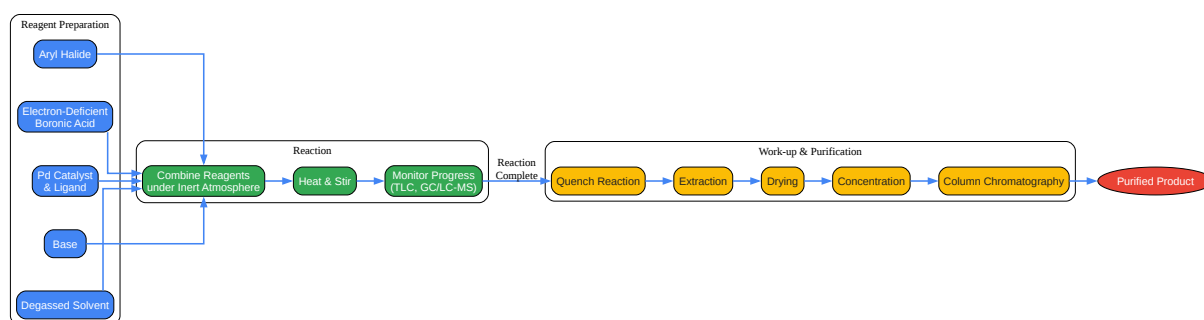 Reagent Preparation
Aryl Halide
Electron-Deficient
Boronic Acid
Pd Catalyst
& Ligand
Base
Degassed Solvent
Reaction
Combine Reagents
under Inert Atmosphere
Heat & Stir
Monitor Progress
(TLC, GC/LC-MS)
Reaction
Complete
Work-up & Purification
Quench Reaction
Extraction
Drying
Concentration
Column Chromatography
Purified Product